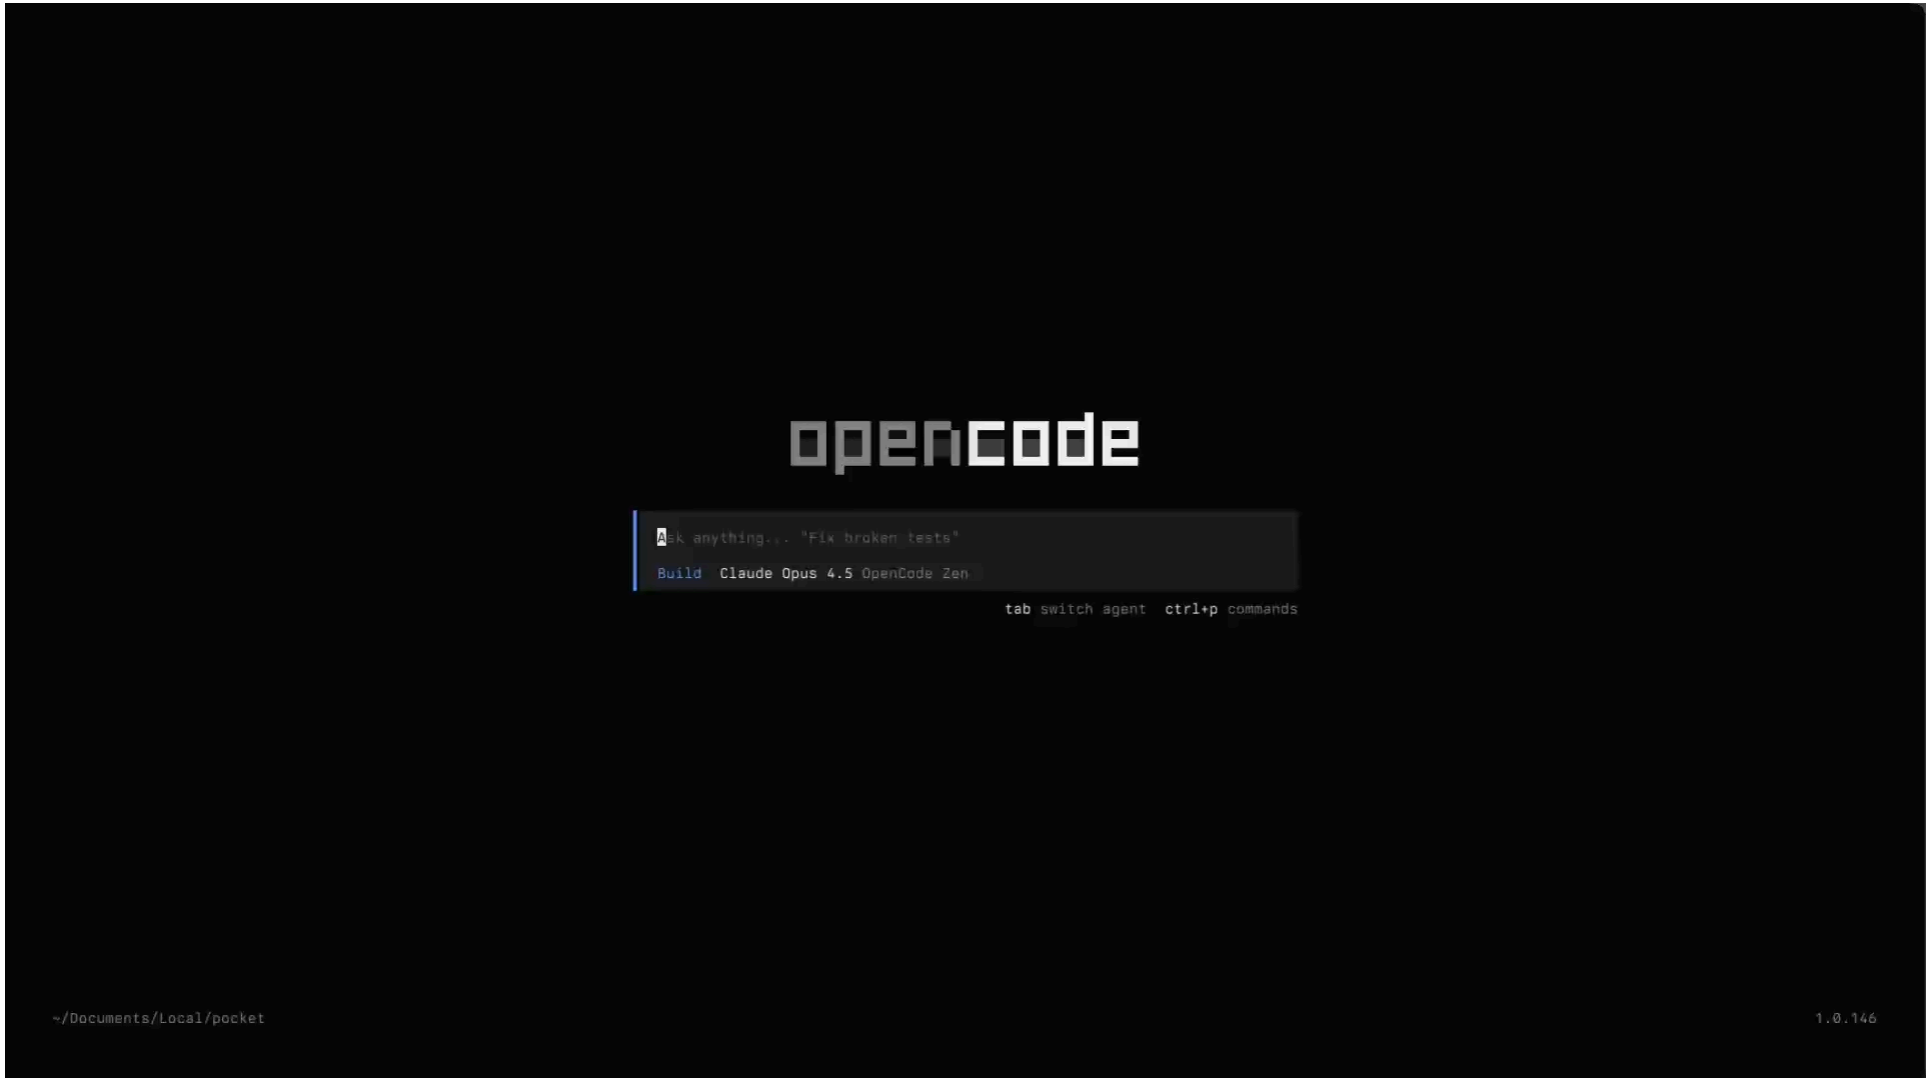 opencode
Ask anything... "Fix broken tests"
Build Claude Opus 4.5 OpenCode Zen
tab switch agent ctrl+p commands
~/Documents/Local/pocket
1.0.146